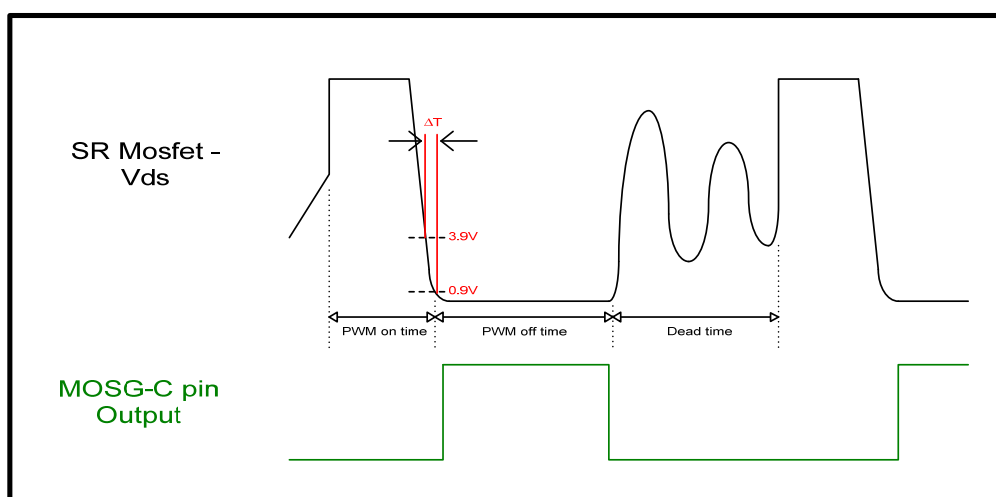 SR Mosfet -
Vds
ΔT
3.9V
0.9V
PWM on time
PWM off time
Dead time
MOSG-C pin
Output